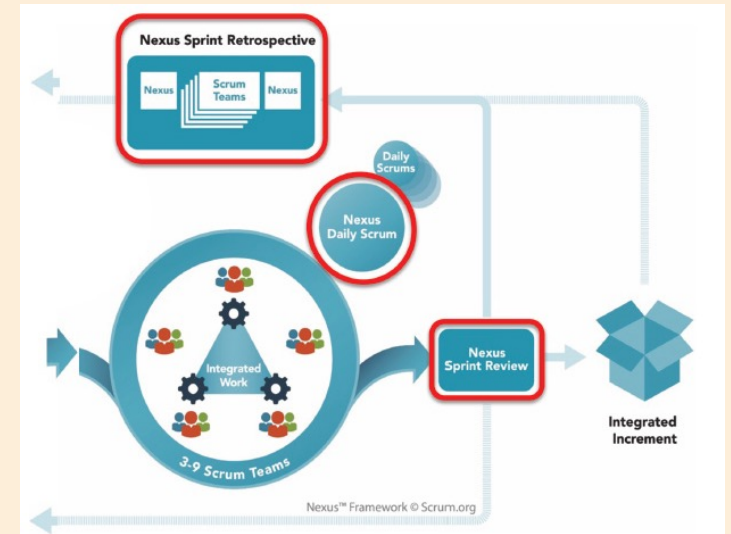 Nexus Sprint Retrospective
Nexus
Scrum
Teams
Nexus
Daily
Scrums
Nexus
Daily Scrum
Integrated
Work
3-9 Scrum Teams
Nexus
Sprint Review
Integrated
Increment
Nexus™ Framework © Scrum.org